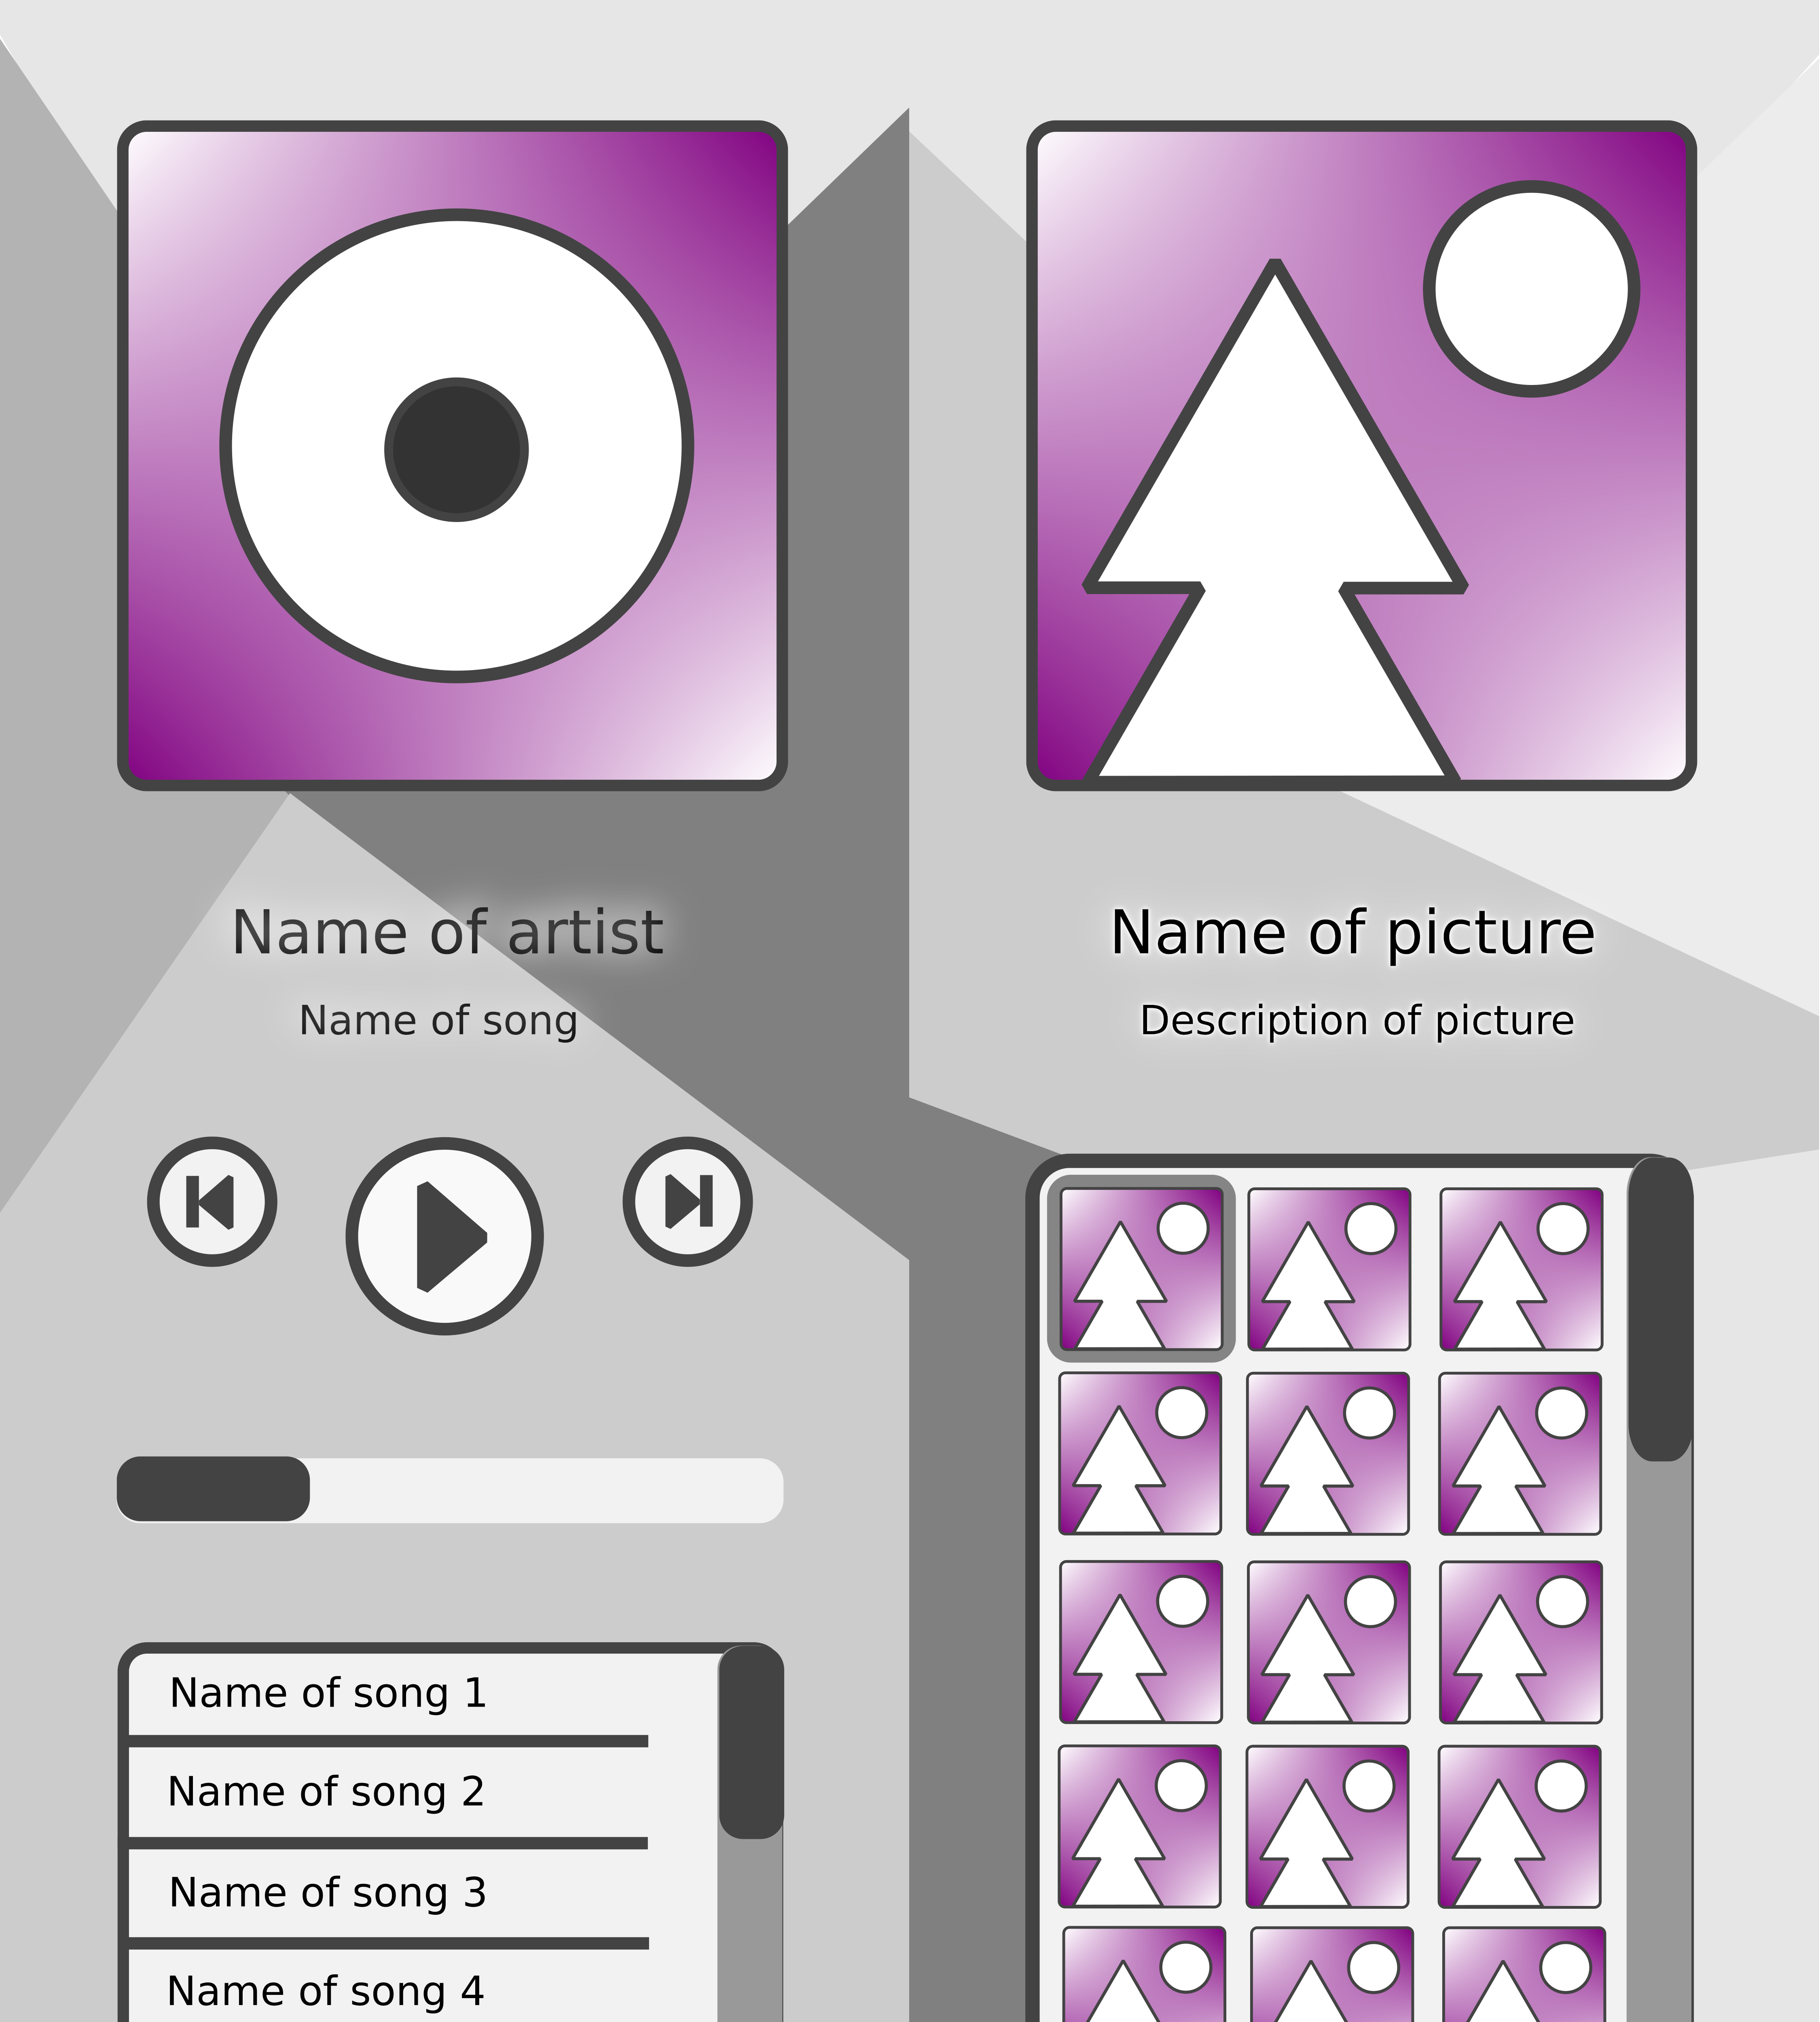 Name of artist
Name of song
Name of song 1
Name of song 2
Name of song 3
Name of song 4
Name of picture
Description of picture